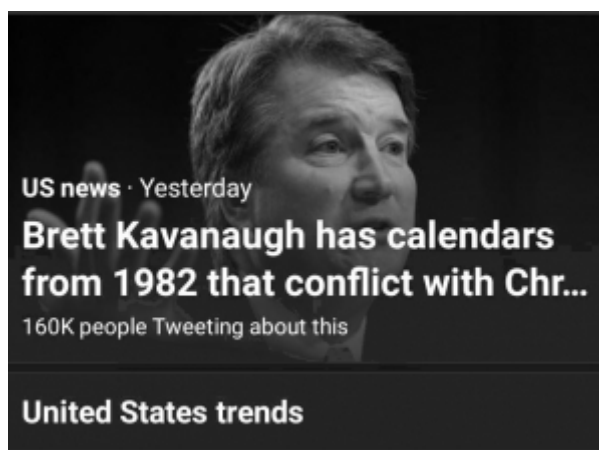 US news · Yesterday
Brett Kavanaugh has calendars
from 1982 that conflict with Chr...
160K people Tweeting about this
United States trends